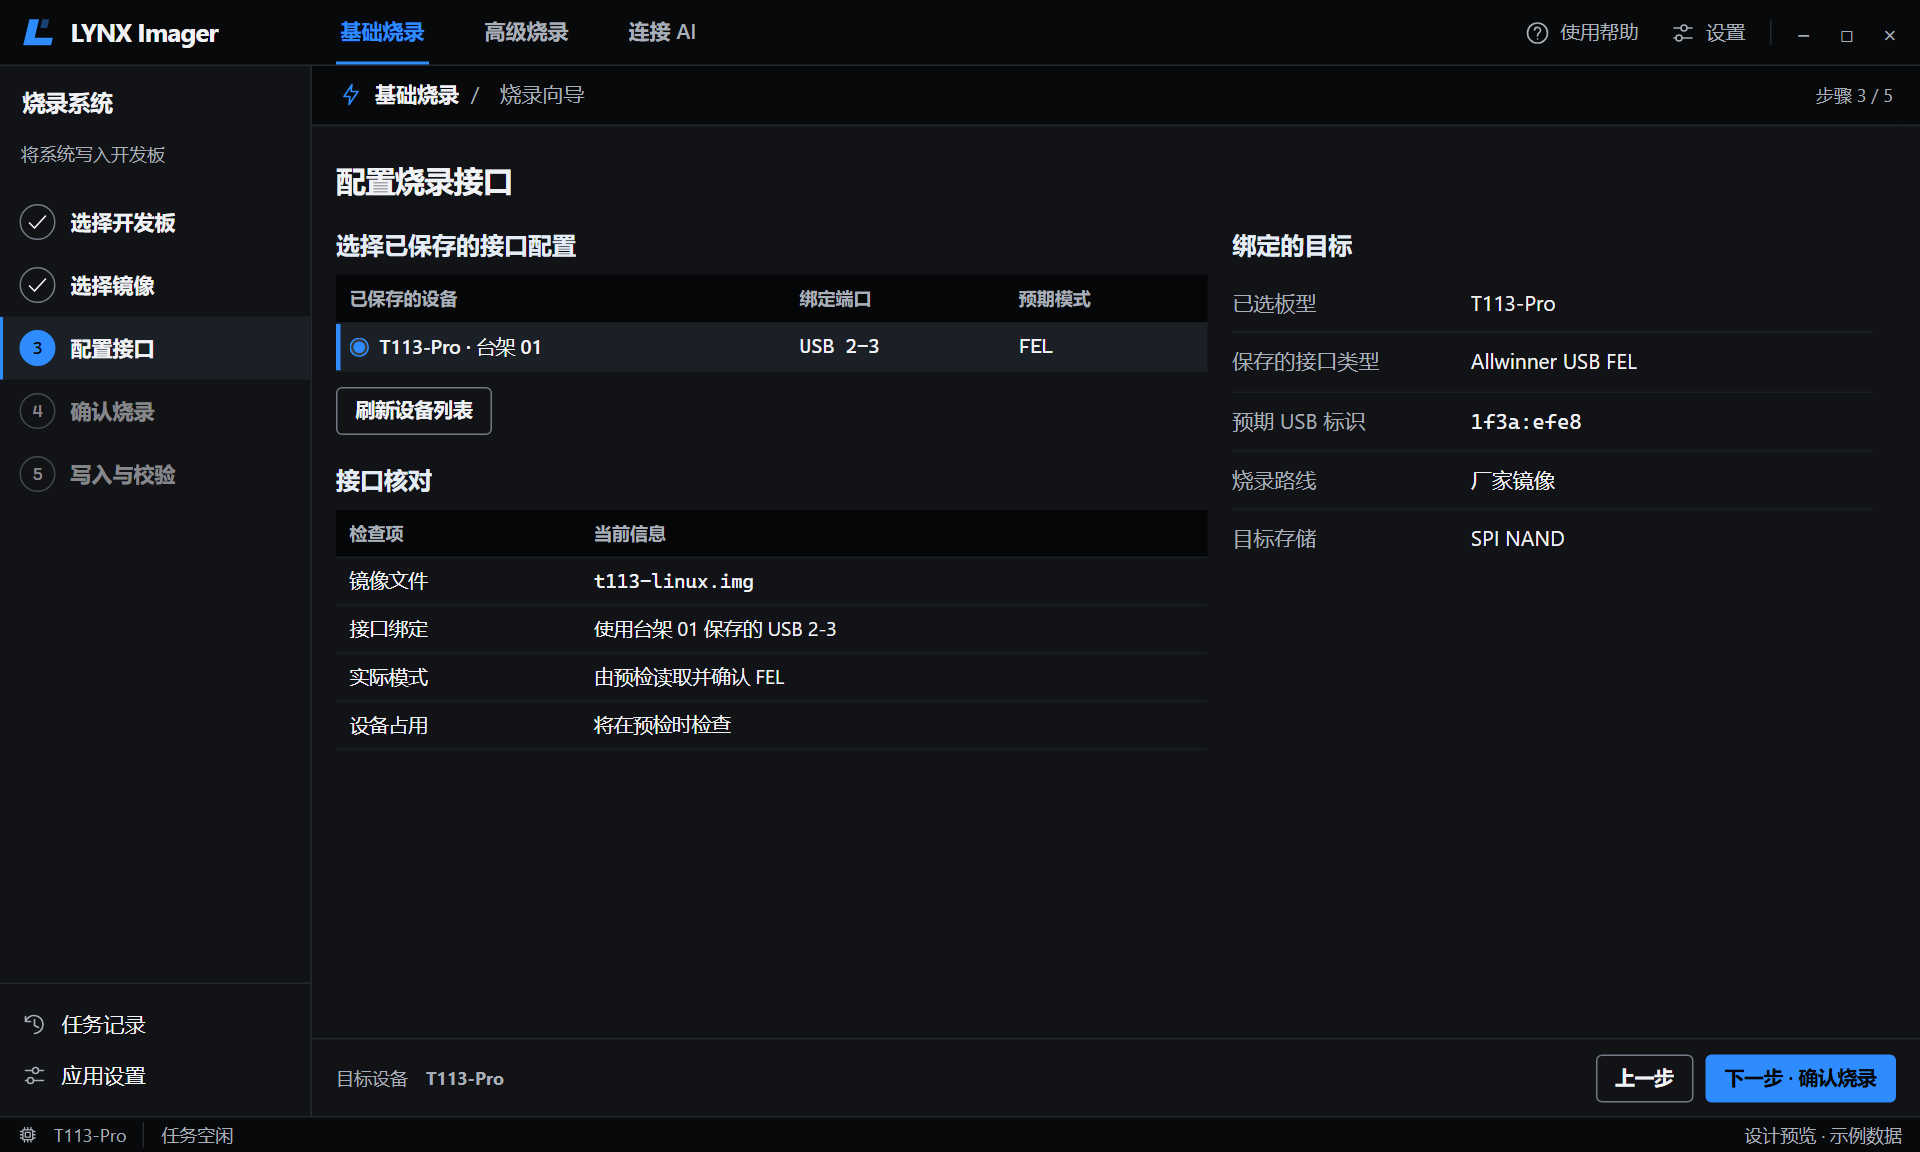 LYNX Imager 基础烧录 高级烧录 连接 AI 使用帮助 设置
烧录系统
将系统写入开发板
选择开发板
选择镜像
3 配置接口
4 确认烧录
5 写入与校验
任务记录
应用设置
基础烧录 / 烧录向导 步骤 3 / 5
配置烧录接口
选择已保存的接口配置
已保存的设备 绑定端口 预期模式
T113-Pro · 台架 01 USB 2-3 FEL
刷新设备列表
接口核对
检查项 当前信息
镜像文件 t113-linux.img
接口绑定 使用台架 01 保存的 USB 2-3
实际模式 由预检读取并确认 FEL
设备占用 将在预检时检查
绑定的目标
已选板型 T113-Pro
保存的接口类型 Allwinner USB FEL
预期 USB 标识 1f3a:efe8
烧录路线 厂家镜像
目标存储 SPI NAND
目标设备 T113-Pro 上一步 下一步 · 确认烧录
T113-Pro 任务空闲 设计预览 · 示例数据